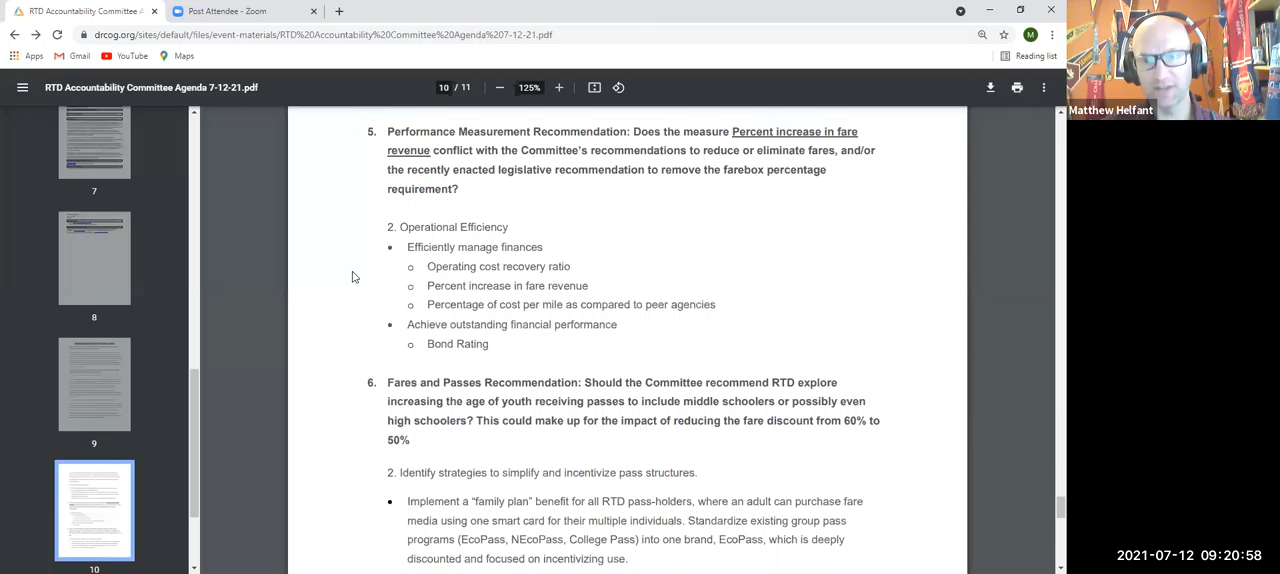 RTD Accountability Committee A
Post Attendee - Zoom
drcog.org/sites/default/files/event-materials/RTD%20Accountability%20Committee%20Agenda%207-12-21.pdf
M
Apps
Gmail
YouTube
Maps
Reading list
RTD Accountability Committee Agenda 7-12-21.pdf
10 / 11
125%
Matthew Helfant
7
8
9
10
5. Performance Measurement Recommendation: Does the measure Percent increase in fare
revenue conflict with the Committee's recommendations to reduce or eliminate fares, and/or
the recently enacted legislative recommendation to remove the farebox percentage
requirement?
2. Operational Efficiency
• Efficiently manage finances
o Operating cost recovery ratio
o Percent increase in fare revenue
o Percentage of cost per mile as compared to peer agencies
• Achieve outstanding financial performance
o Bond Rating
6. Fares and Passes Recommendation: Should the Committee recommend RTD explore
increasing the age of youth receiving passes to include middle schoolers or possibly even
high schoolers? This could make up for the impact of reducing the fare discount from 60% to
50%
2. Identify strategies to simplify and incentivize pass structures.
• Implement a "family pan" benefit for all RTD pass-holders, where an adult can purchase fare
media using one smart card for their multiple individuals. Standardize existing group pass
programs (EcoPass, NEcoPass, College Pass) into one brand, EcoPass, which is deeply
discounted and focused on incentivizing use.
2021-07-12 09:20:58